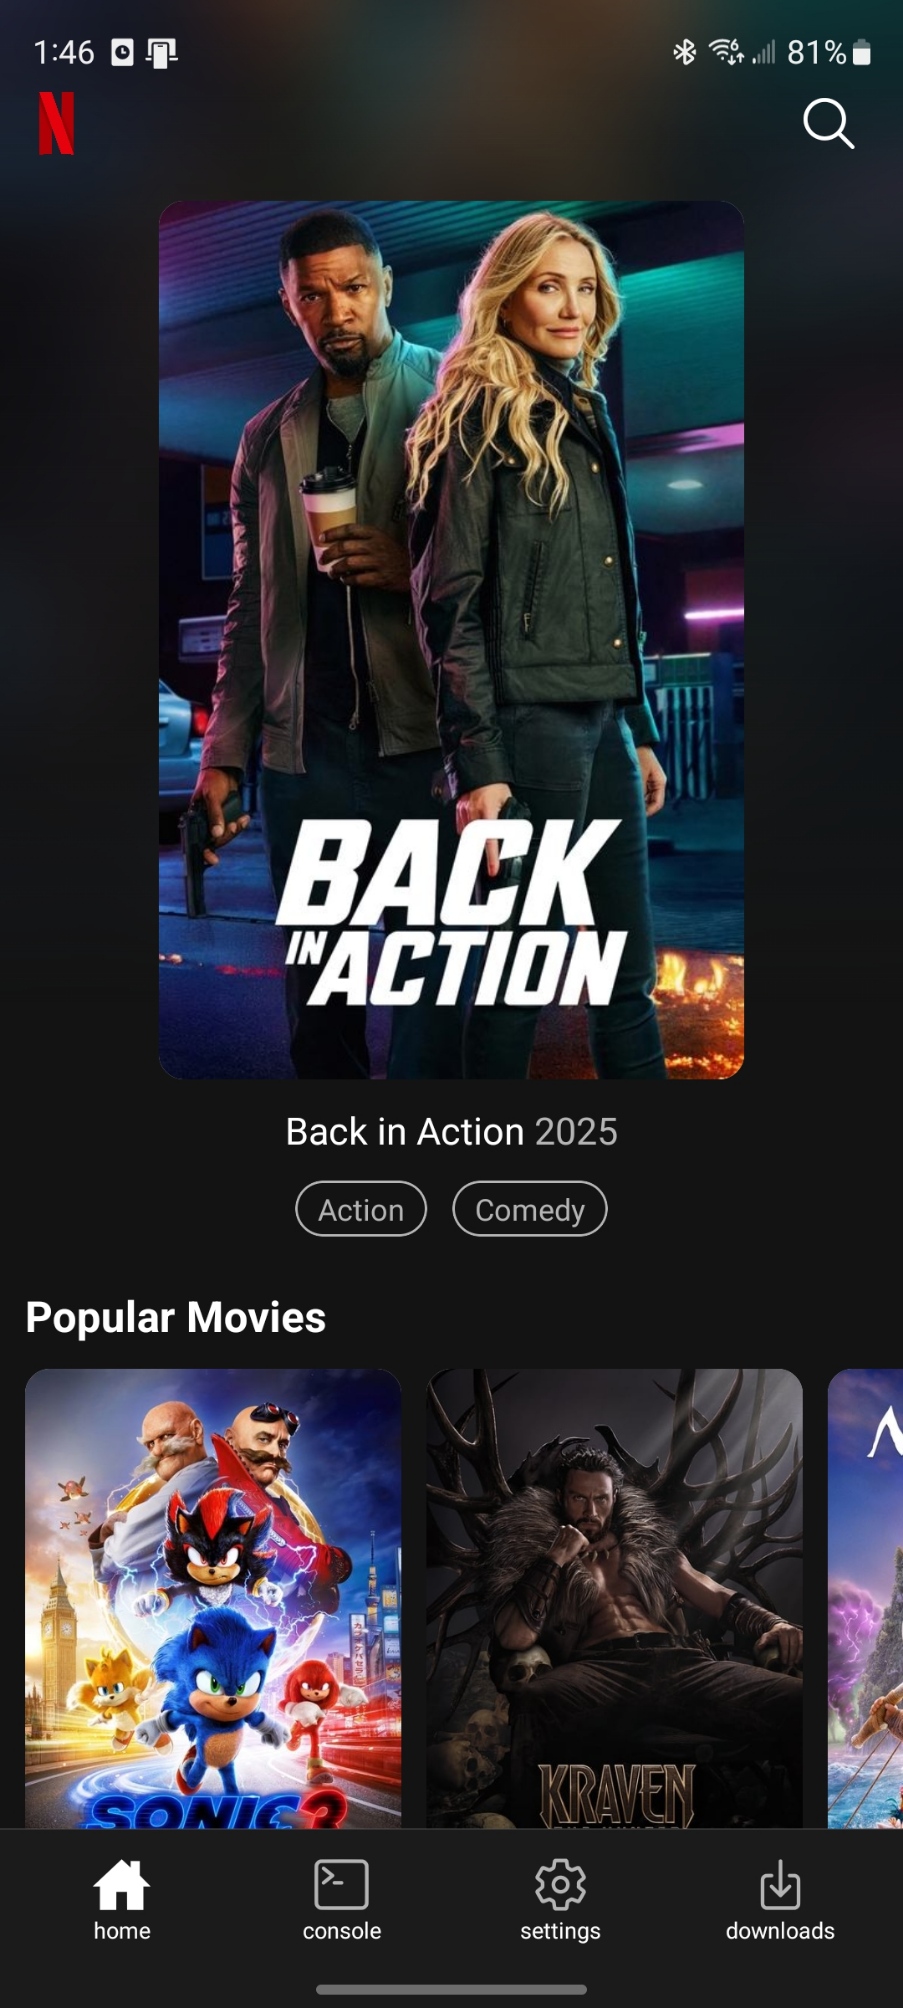 1:46
81%
N
BACK
IN ACTION
Back in Action 2025
Action
Comedy
Popular Movies
SONIC 3
KRAVEN
home
console
settings
downloads